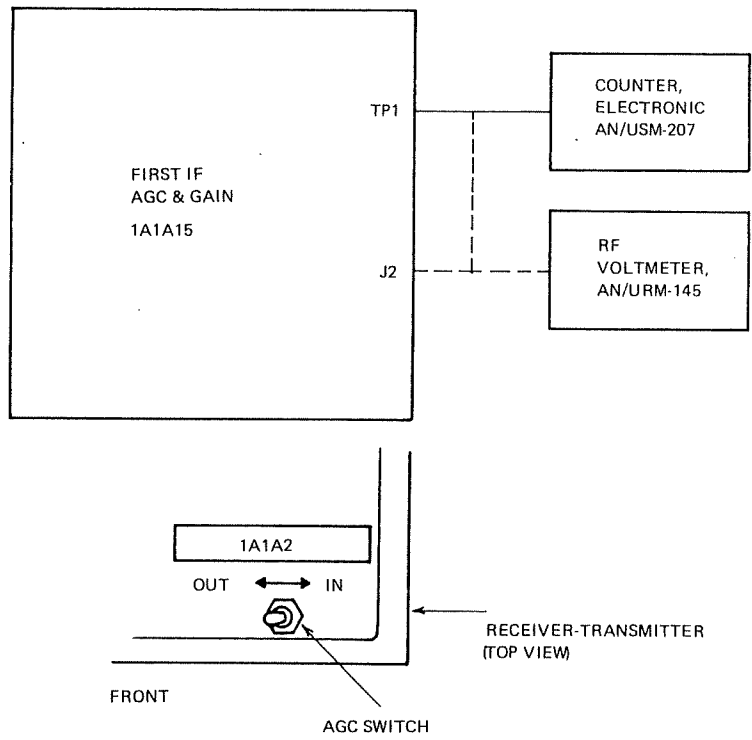 TP1
COUNTER,
ELECTRONIC
AN/USM-207
FIRST IF
AGC & GAIN
1A1A15
J2
RF
VOLTMETER,
AN/URM-145
1A1A2
OUT
IN
RECEIVER-TRANSMITTER
(TOP VIEW)
FRONT
AGC SWITCH